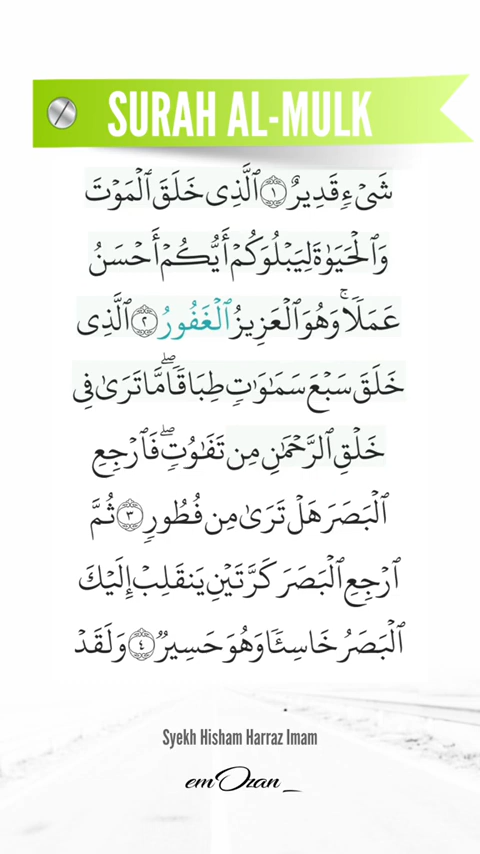 SURAH AL-MULK
شَىْءٍ قَدِيرٌ ١ ٱلَّذِى خَلَقَ ٱلْمَوْتَ
وَٱلْحَيَوٰةَ لِيَبْلُوَكُمْ أَيُّكُمْ أَحْسَنُ
عَمَلًا ۚ وَهُوَ ٱلْعَزِيزُ ٱلْغَفُورُ ٢ ٱلَّذِى
خَلَقَ سَبْعَ سَمَـٰوَٰتٍ طِبَاقًا ۖ مَّا تَرَىٰ فِى
خَلْقِ ٱلرَّحْمَـٰنِ مِن تَفَـٰوُتٍ ۖ فَٱرْجِعِ
ٱلْبَصَرَ هَلْ تَرَىٰ مِن فُطُورٍ ٣ ثُمَّ
ٱرْجِعِ ٱلْبَصَرَ كَرَّتَيْنِ يَنقَلِبْ إِلَيْكَ
ٱلْبَصَرُ خَاسِئًا وَهُوَ حَسِيرٌ ٤ وَلَقَدْ
Syekh Hisham Harraz Imam
emOzan _